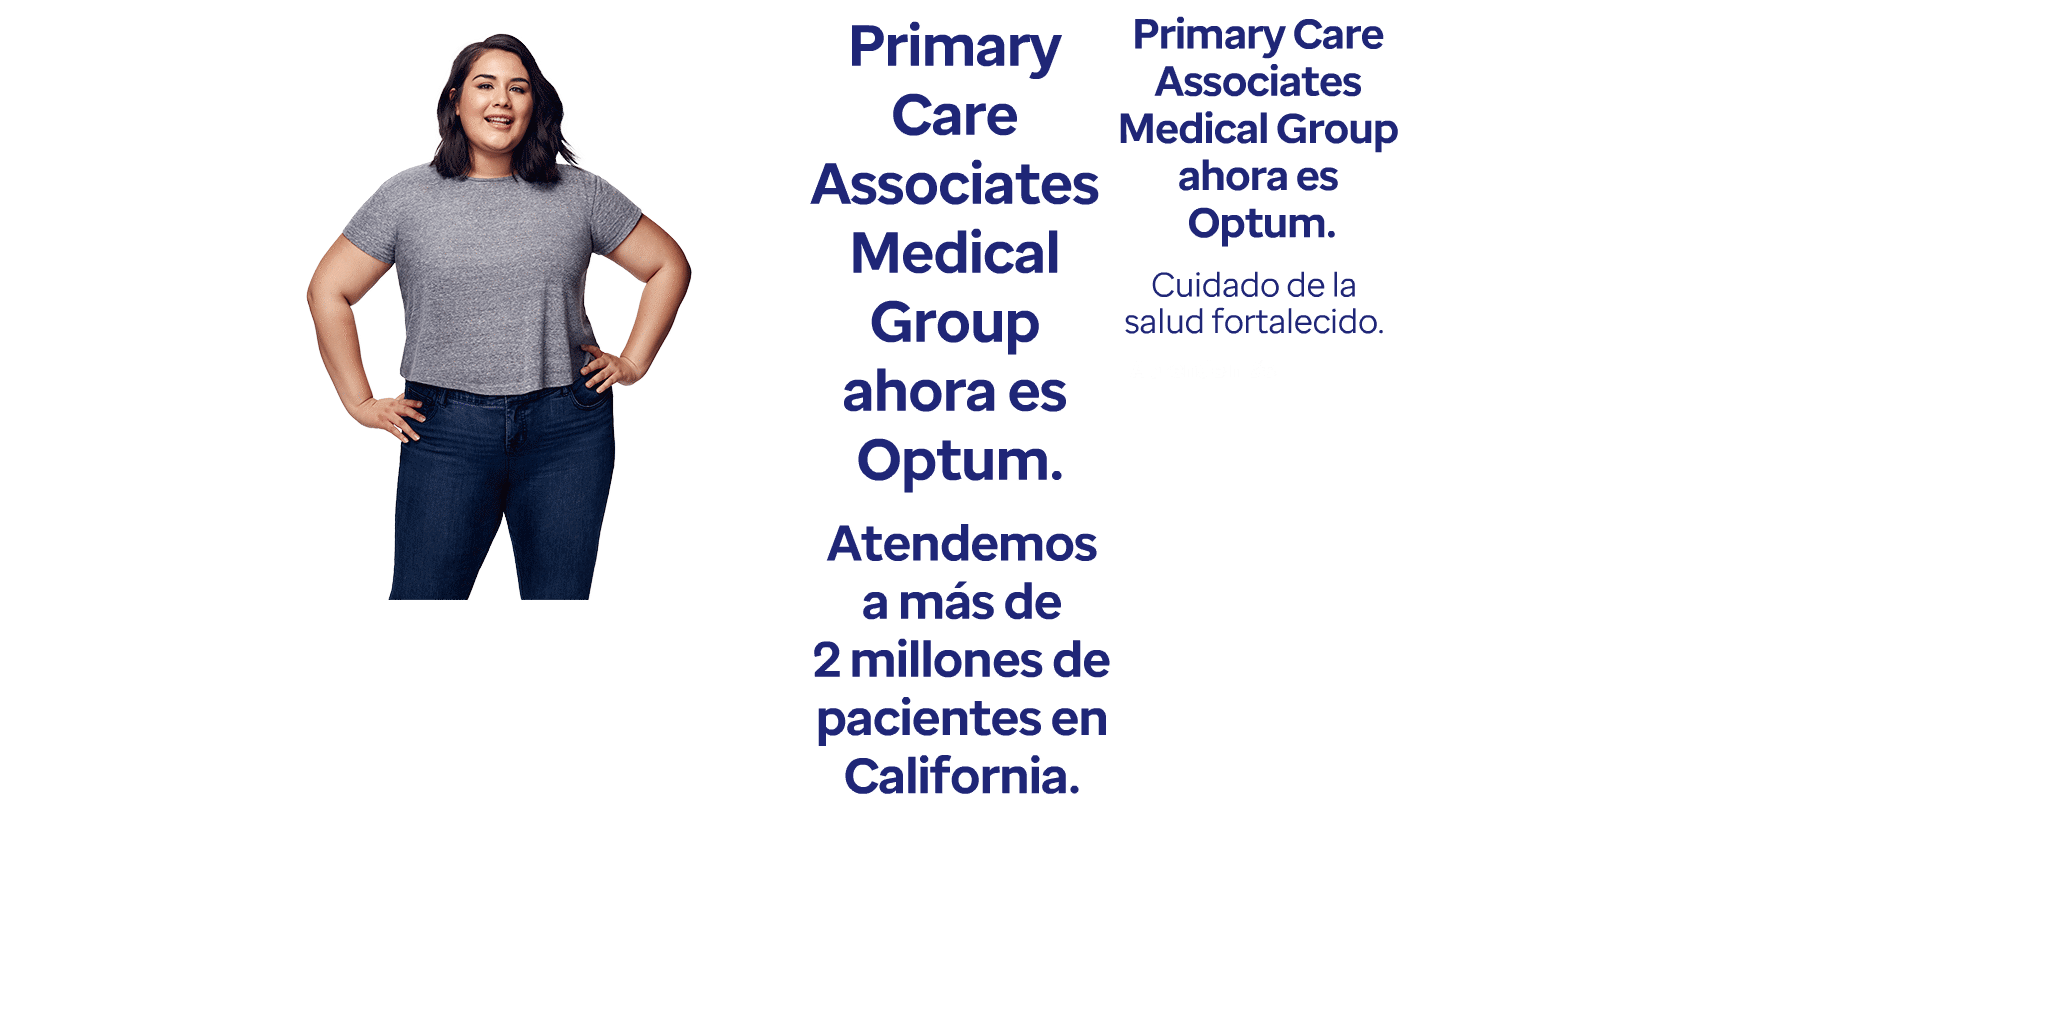 Primary
Care
Associates
Medical
Group
ahora es
Optum.
Atendemos
a más de
2 millones de
pacientes en
California.
Primary Care
Associates
Medical Group
ahora es
Optum.
Cuidado de la
salud fortalecido.